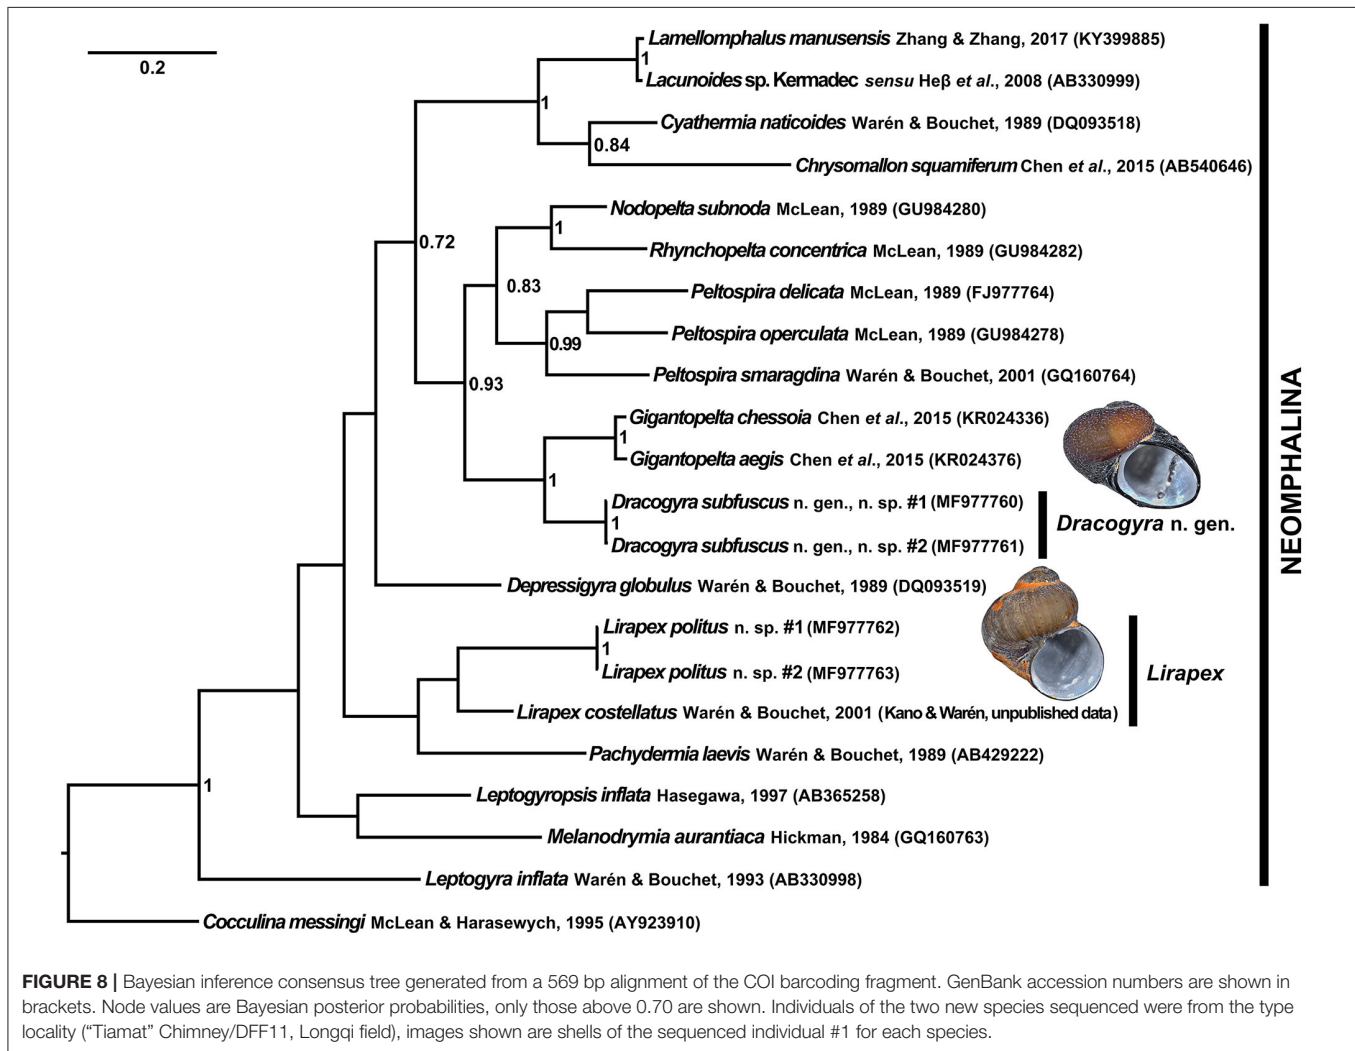 0.2
Lamellomphalus manusensis Zhang & Zhang, 2017 (KY399885)
1
Lacunoides sp. Kermadec sensu Heβ et al., 2008 (AB330999)
1
Cyathermia naticoides Warén & Bouchet, 1989 (DQ093518)
0.84
Chrysomallon squamiferum Chen et al., 2015 (AB540646)
Nodopelta subnoda McLean, 1989 (GU984280)
1
0.72
Rhynchopelta concentrica McLean, 1989 (GU984282)
0.83
Peltospira delicata McLean, 1989 (FJ977764)
Peltospira operculata McLean, 1989 (GU984278)
0.99
Peltospira smaragdina Warén & Bouchet, 2001 (GQ160764)
0.93
Gigantopelta chessoia Chen et al., 2015 (KR024336)
1
Gigantopelta aegis Chen et al., 2015 (KR024376)
1
Dracogyra subfuscus n. gen., n. sp. #1 (MF977760)
1
Dracogyra n. gen.
Dracogyra subfuscus n. gen., n. sp. #2 (MF977761)
NEOMPHALINA
Depressigyra globulus Warén & Bouchet, 1989 (DQ093519)
Lirapex politus n. sp. #1 (MF977762)
1
Lirapex politus n. sp. #2 (MF977763)
Lirapex
Lirapex costellatus Warén & Bouchet, 2001 (Kano & Warén, unpublished data)
Pachydermia laevis Warén & Bouchet, 1989 (AB429222)
1
Leptogyropsis inflata Hasegawa, 1997 (AB365258)
Melanodrymia aurantiaca Hickman, 1984 (GQ160763)
Leptogyra inflata Warén & Bouchet, 1993 (AB330998)
Cocculina messingi McLean & Harasewych, 1995 (AY923910)
FIGURE 8 | Bayesian inference consensus tree generated from a 569 bp alignment of the COI barcoding fragment. GenBank accession numbers are shown in
brackets. Node values are Bayesian posterior probabilities, only those above 0.70 are shown. Individuals of the two new species sequenced were from the type
locality (“Tiamat” Chimney/DFF11, Longqi field), images shown are shells of the sequenced individual #1 for each species.